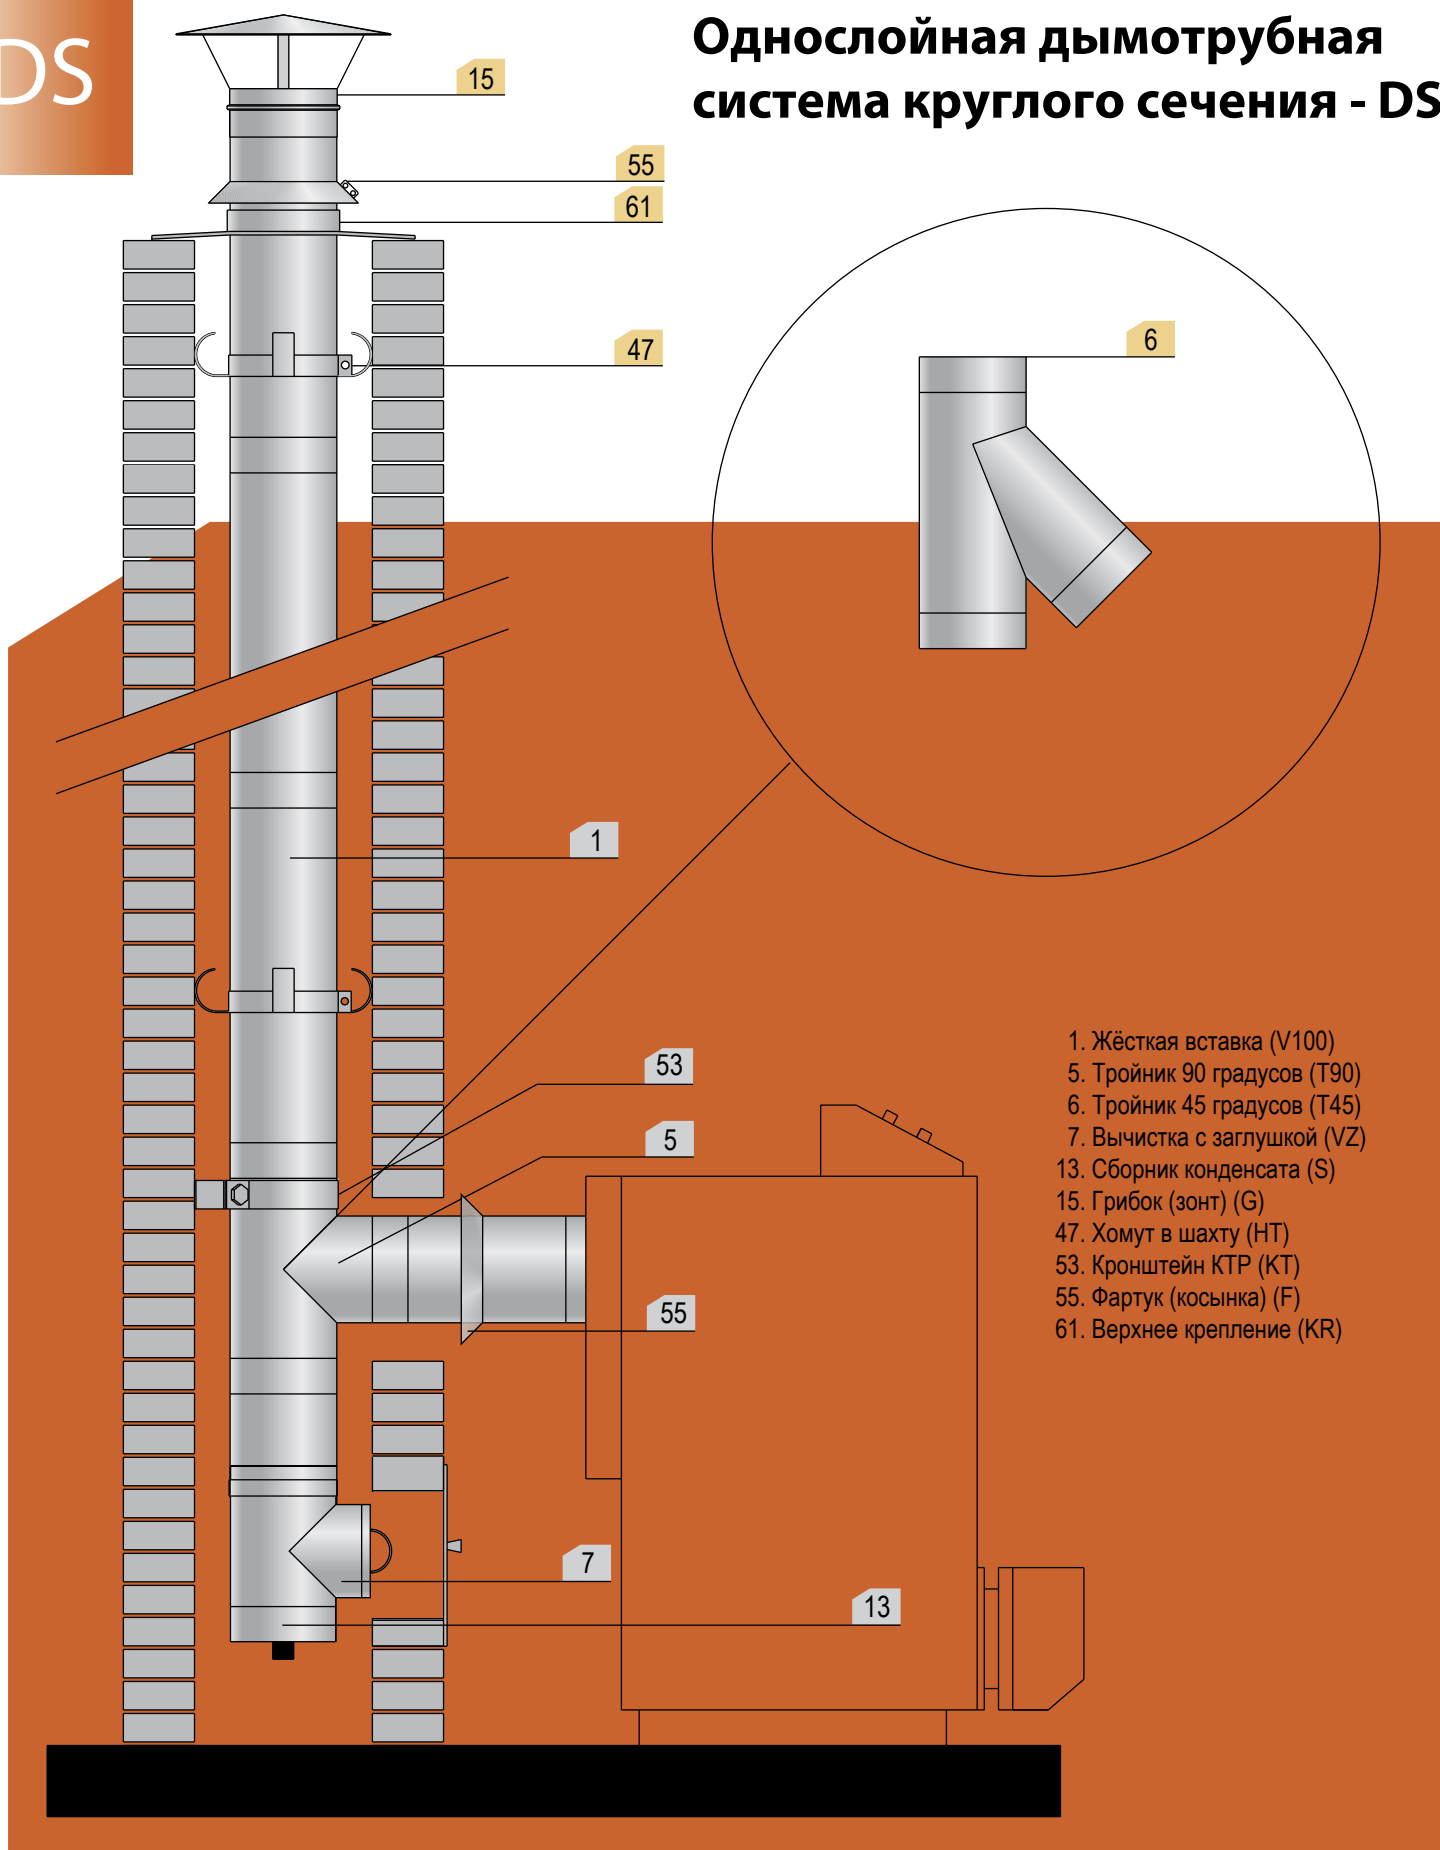 DS
Однослойная дымотрубная
система круглого сечения - DS
15
55
61
47
6
1
53
5
55
7
13
1. Жёсткая вставка (V100)
5. Тройник 90 градусов (T90)
6. Тройник 45 градусов (T45)
7. Вычистка с заглушкой (VZ)
13. Сборник конденсата (S)
15. Грибок (зонт) (G)
47. Хомут в шахту (HT)
53. Кронштейн КТР (KT)
55. Фартук (косынка) (F)
61. Верхнее крепление (KR)